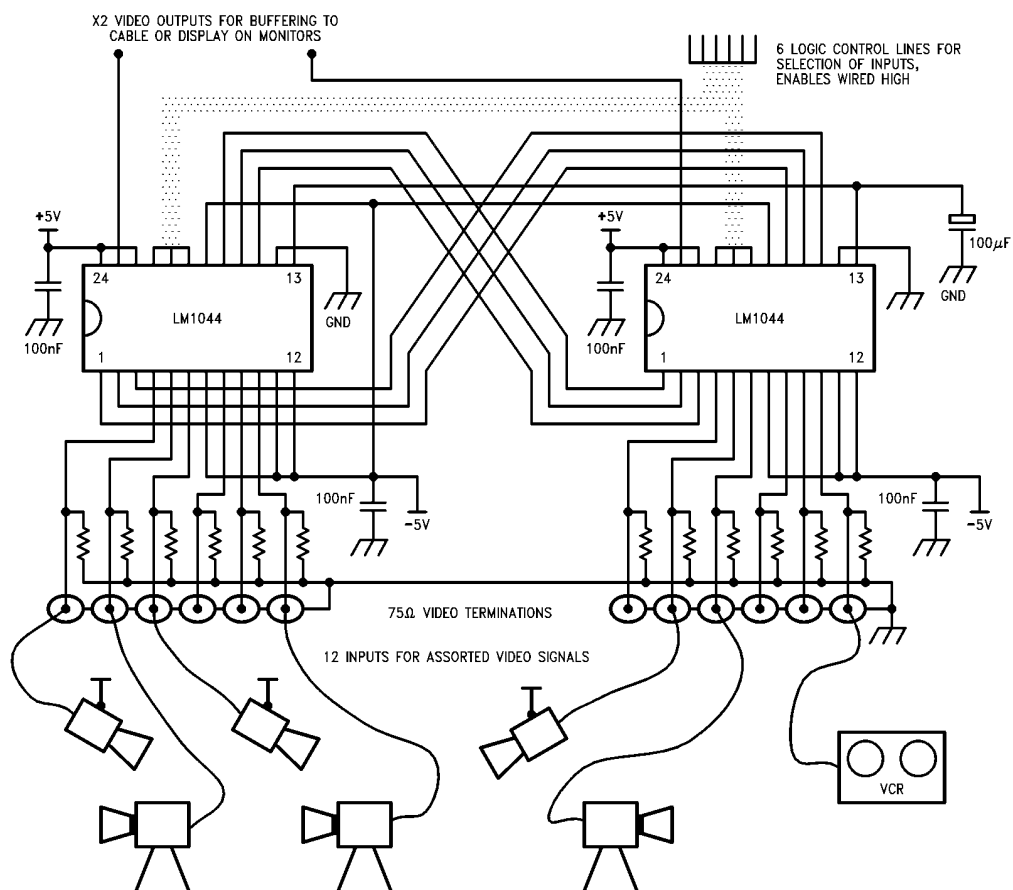 X2 VIDEO OUTPUTS FOR BUFFERING TO
CABLE OR DISPLAY ON MONITORS
6 LOGIC CONTROL LINES FOR
SELECTION OF INPUTS,
ENABLES WIRED HIGH
+5V
+5V
100μF
24
13
24
13
GND
LM1044
GND
LM1044
100nF
100nF
1
12
1
12
100nF
-5V
100nF
-5V
75Ω VIDEO TERMINATIONS
12 INPUTS FOR ASSORTED VIDEO SIGNALS
VCR